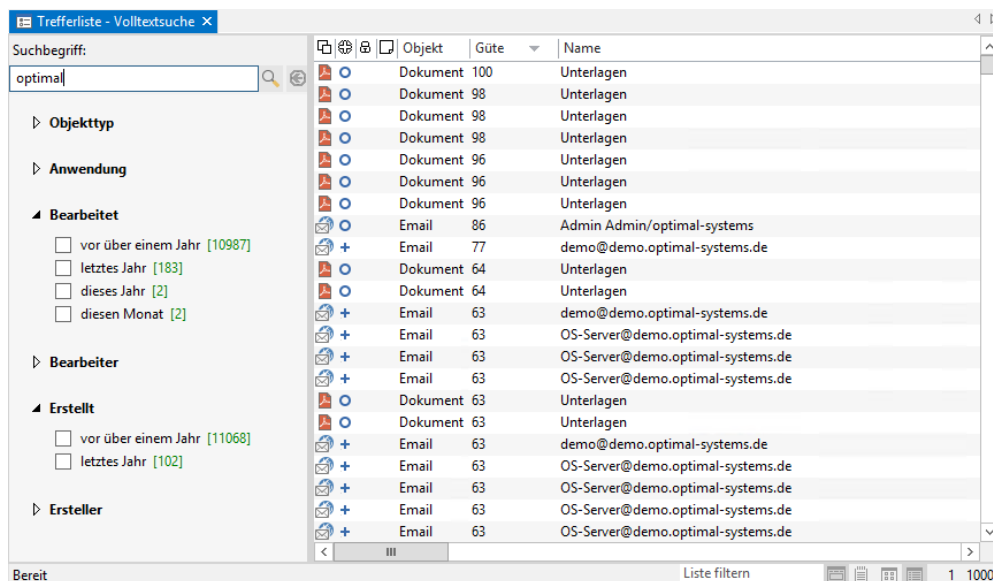 Trefferliste - Volltextsuche
Suchbegriff:
optimal
Objekttyp
Anwendung
Bearbeitet
vor über einem Jahr [10987]
letztes Jahr [183]
dieses Jahr [2]
diesen Monat [2]
Bearbeiter
Erstellt
vor über einem Jahr [11068]
letztes Jahr [102]
Ersteller
Objekt Güte Name
Dokument 100 Unterlagen
Dokument 98 Unterlagen
Dokument 98 Unterlagen
Dokument 98 Unterlagen
Dokument 96 Unterlagen
Dokument 96 Unterlagen
Dokument 96 Unterlagen
Email 86 Admin Admin/optimal-systems
Email 77 demo@demo.optimal-systems.de
Dokument 64 Unterlagen
Dokument 64 Unterlagen
Email 63 demo@demo.optimal-systems.de
Email 63 OS-Server@demo.optimal-systems.de
Email 63 OS-Server@demo.optimal-systems.de
Email 63 OS-Server@demo.optimal-systems.de
Dokument 63 Unterlagen
Dokument 63 Unterlagen
Email 63 demo@demo.optimal-systems.de
Email 63 OS-Server@demo.optimal-systems.de
Email 63 OS-Server@demo.optimal-systems.de
Email 63 OS-Server@demo.optimal-systems.de
Email 63 OS-Server@demo.optimal-systems.de
Bereit
Liste filtern
1 1000